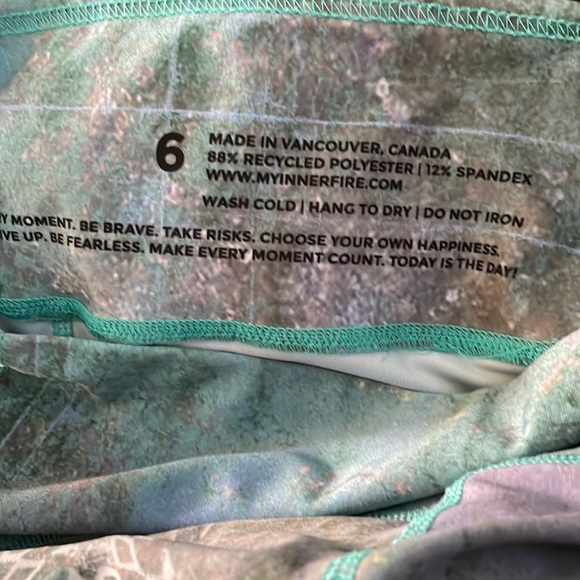 6
MADE IN VANCOUVER, CANADA
88% RECYCLED POLYESTER | 12% SPANDEX
WWW.MYINNERFIRE.COM
WASH COLD | HANG TO DRY | DO NOT IRON
MOMENT. BE BRAVE. TAKE RISKS. CHOOSE YOUR OWN HAPPINESS.
UP. BE FEARLESS. MAKE EVERY MOMENT COUNT. TODAY IS THE DAY!